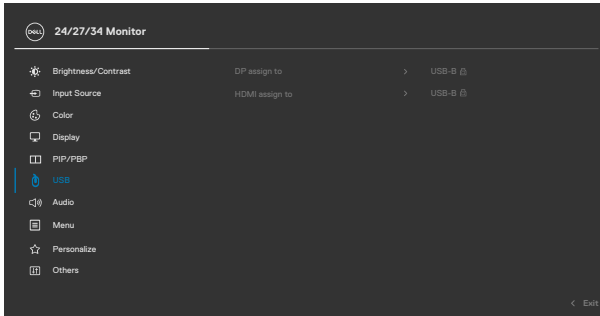 DELL 24/27/34 Monitor
Brightness/Contrast DP assign to > USB-B
Input Source HDMI assign to > USB-B
Color
Display
PIP/PBP
USB
Audio
Menu
Personalize
Others
< Exit